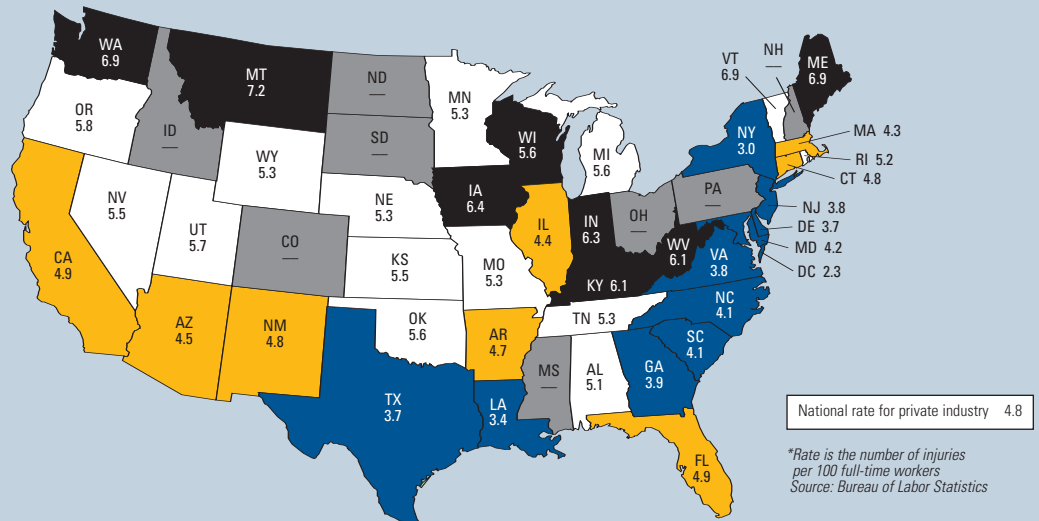 WA
6.9
MT
7.2
ND
—
MN
5.3
VT
6.9
NH
—
ME
6.9
OR
5.8
ID
—
SD
—
WI
5.6
MI
5.6
NY
3.0
MA 4.3
RI 5.2
CT 4.8
WY
5.3
IA
6.4
PA
—
NJ 3.8
DE 3.7
MD 4.2
DC 2.3
NV
5.5
UT
5.7
CO
—
NE
5.3
IL
4.4
IN
6.3
OH
—
WV
6.1
VA
3.8
CA
4.9
KS
5.5
MO
5.3
KY 6.1
NC
4.1
AZ
4.5
NM
4.8
OK
5.6
AR
4.7
TN 5.3
SC
4.1
MS
—
AL
5.1
GA
3.9
TX
3.7
LA
3.4
FL
4.9
National rate for private industry 4.8
*Rate is the number of injuries
per 100 full-time workers
Source: Bureau of Labor Statistics